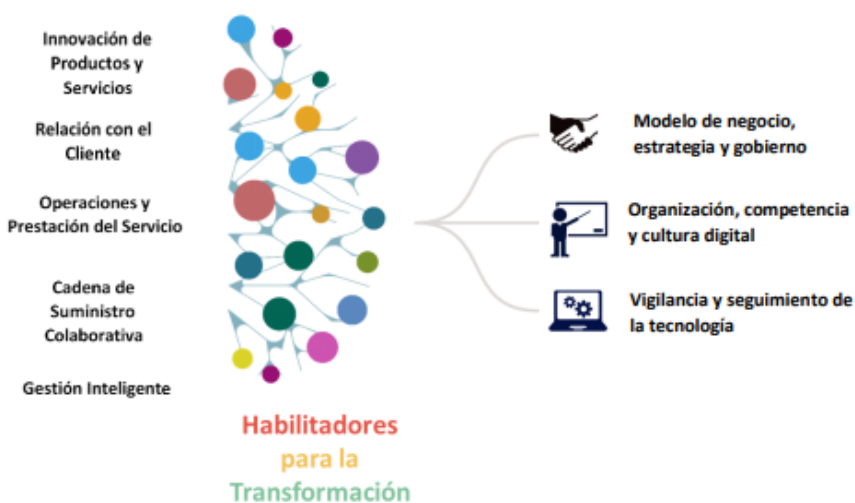 Innovación de
Productos y
Servicios
Relación con el
Cliente
Operaciones y
Prestación del Servicio
Cadena de
Suministro
Colaborativa
Gestión Inteligente
Habilitadores
para la
Transformación
Modelo de negocio,
estrategia y gobierno
Organización, competencia
y cultura digital
Vigilancia y seguimiento de
la tecnología